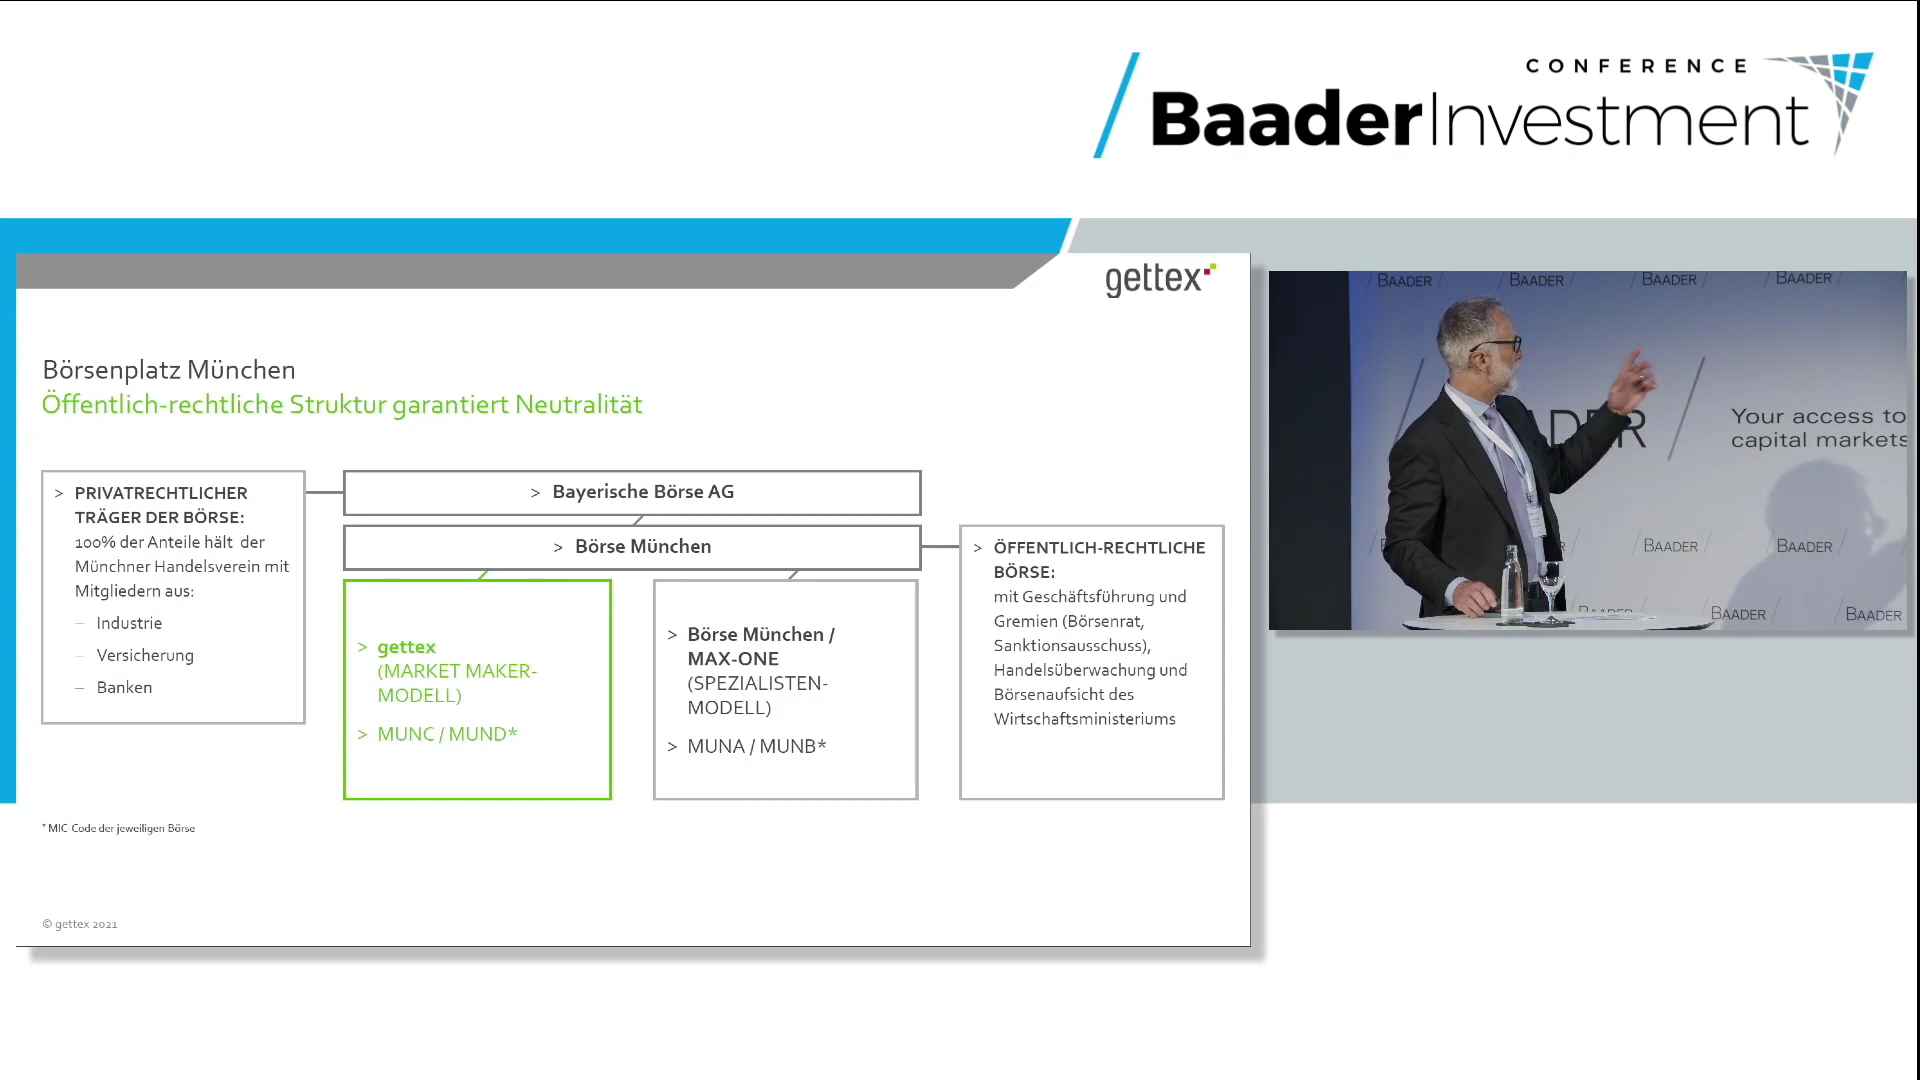 CONFERENCE
BaaderInvestment
gettex
Börsenplatz München
Öffentlich-rechtliche Struktur garantiert Neutralität
> PRIVATRECHTLICHER
TRÄGER DER BÖRSE:
100% der Anteile hält der
Münchner Handelsverein mit
Mitgliedern aus:
– Industrie
– Versicherung
– Banken
> Bayerische Börse AG
> Börse München
> gettex
(MARKET MAKER-
MODELL)
> MUNC / MUND*
> Börse München /
MAX-ONE
(SPEZIALISTEN-
MODELL)
> MUNA / MUNB*
> ÖFFENTLICH-RECHTLICHE
BÖRSE:
mit Geschäftsführung und
Gremien (Börsenrat,
Sanktionsausschuss),
Handelsüberwachung und
Börsenaufsicht des
Wirtschaftsministeriums
* MIC-Code der jeweiligen Börse
© gettex 2021
BAADER / BAADER / BAADER / BAADER
Your access to
capital markets
BAADER / BAADER
BAADER / BAADER / BAADER